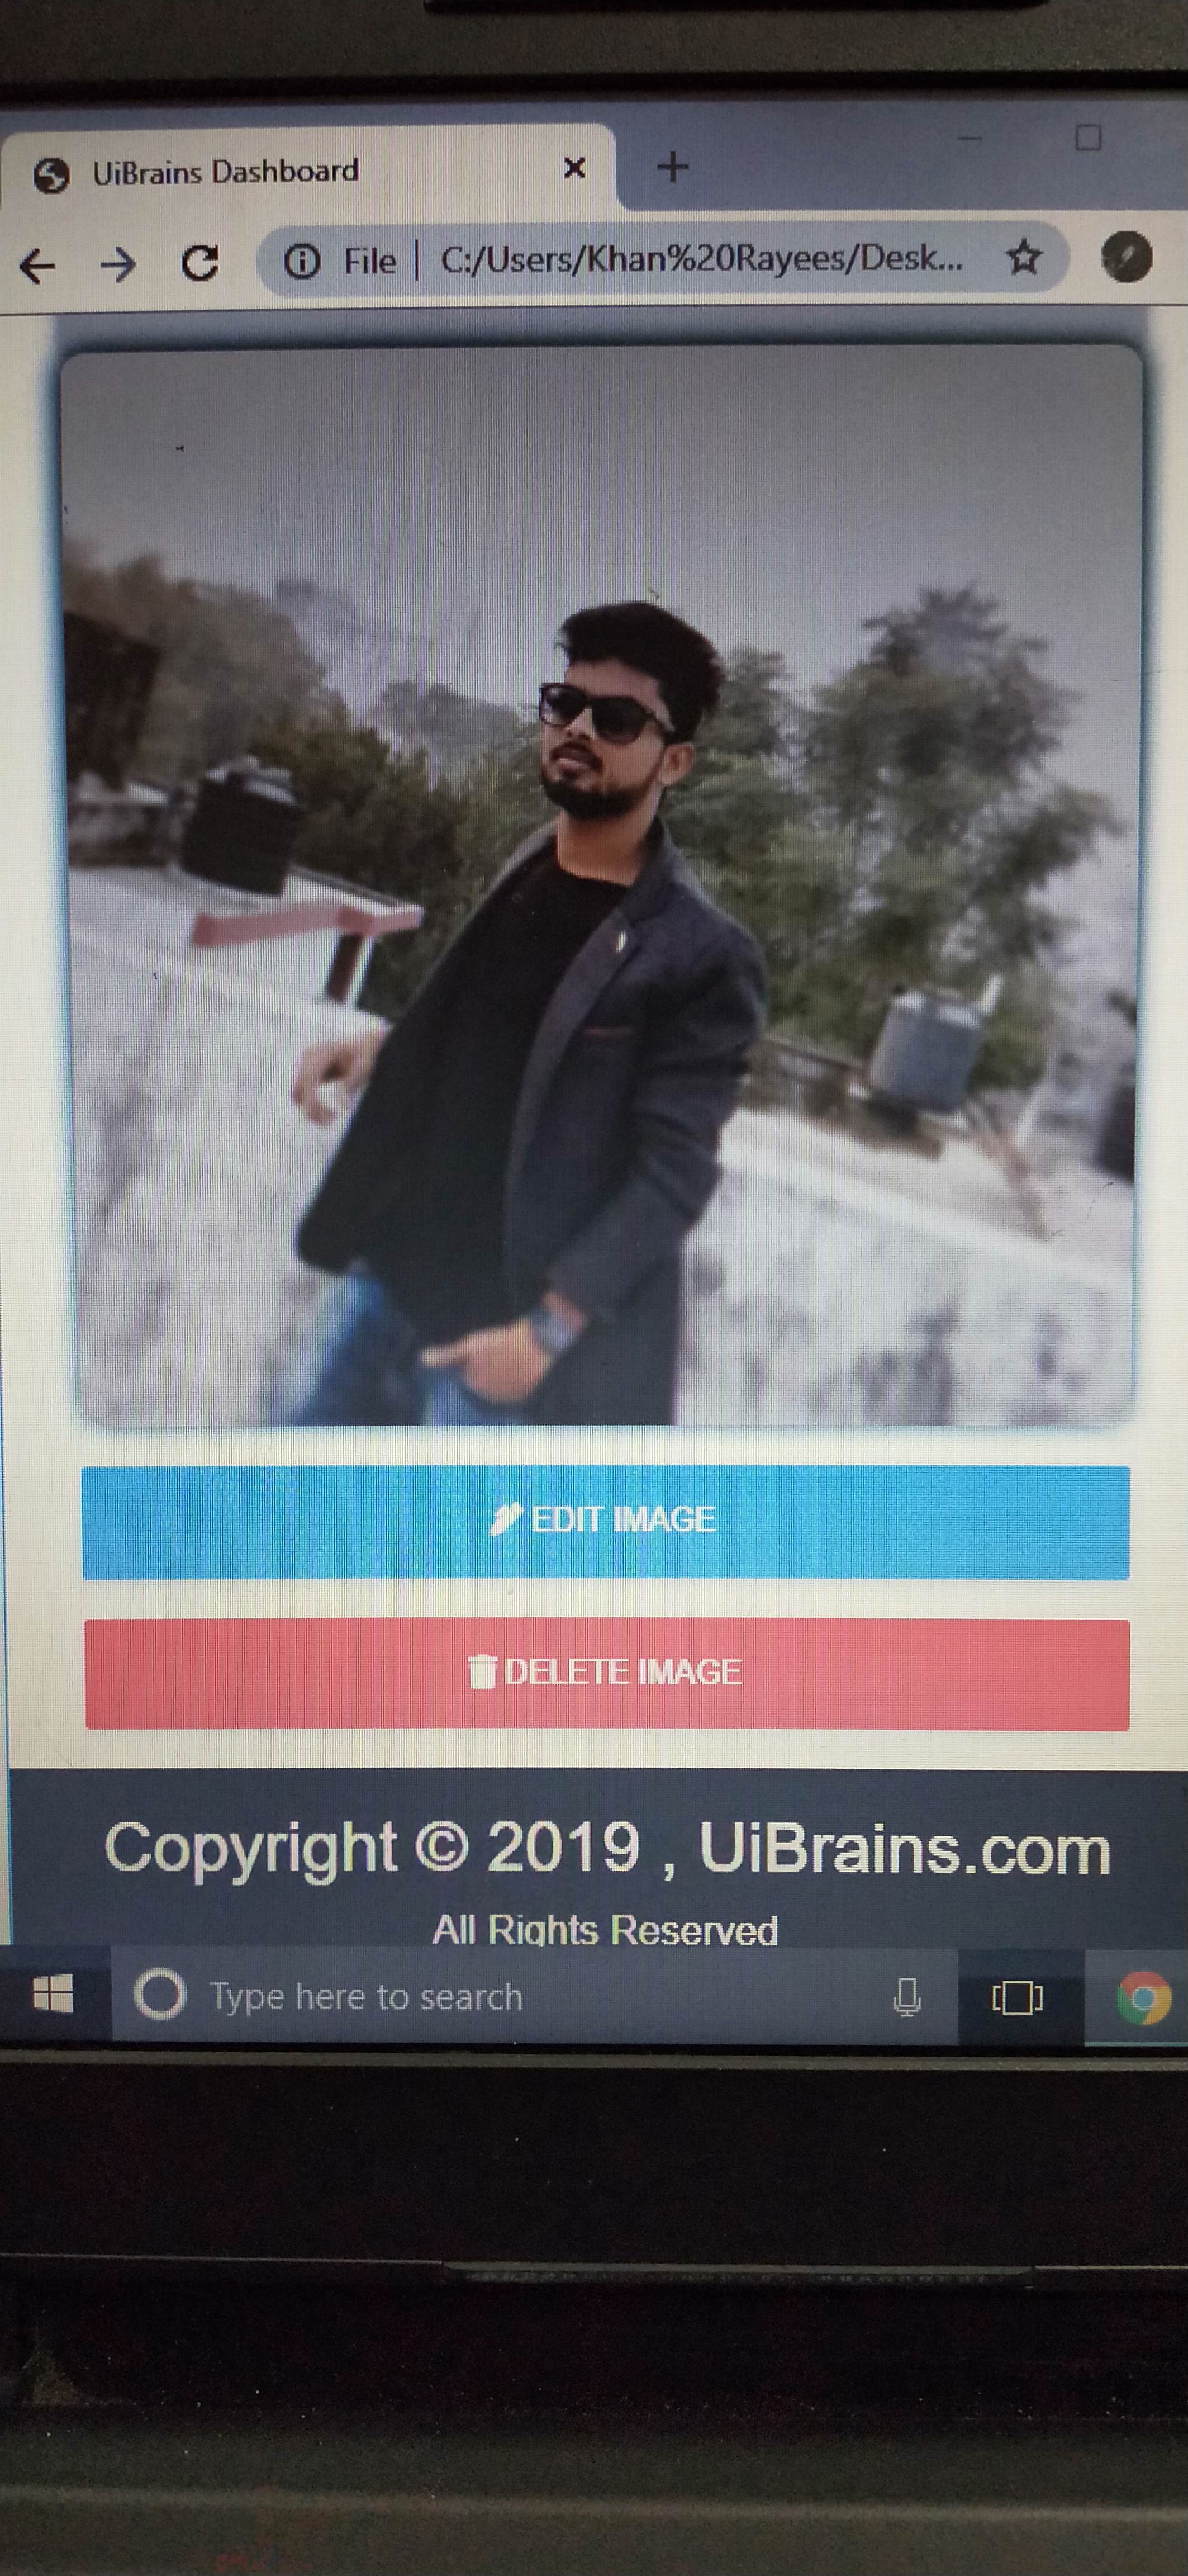 UiBrains Dashboard
File | C:/Users/Khan%20Rayees/Desk...
EDIT IMAGE
DELETE IMAGE
Copyright © 2019 , UiBrains.com
All Rights Reserved
Type here to search